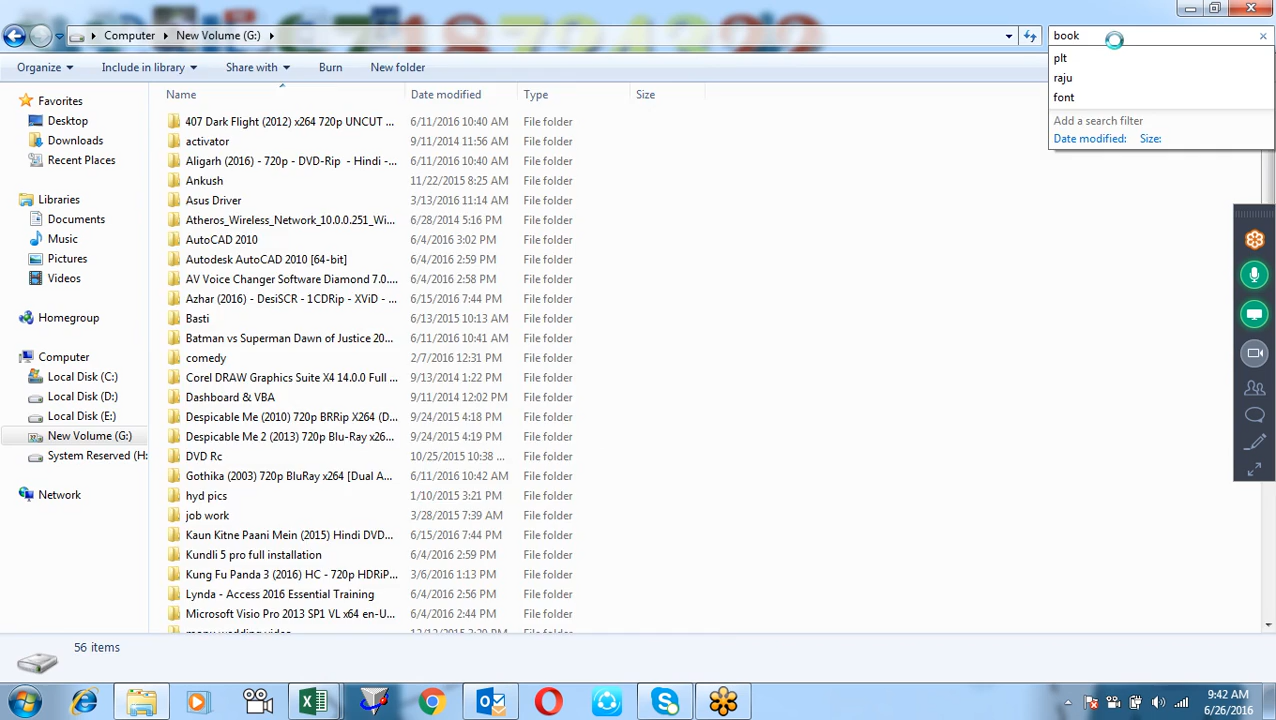 Computer New Volume (G:)
book
plt
raju
font
Add a search filter
Date modified: Size:
Organize Include in library Share with Burn New folder
Name Date modified Type Size
Favorites
Desktop
Downloads
Recent Places
Libraries
Documents
Music
Pictures
Videos
Homegroup
Computer
Local Disk (C:)
Local Disk (D:)
Local Disk (E:)
New Volume (G:)
System Reserved (H:
Network
407 Dark Flight (2012) x264 720p UNCUT ... 6/11/2016 10:40 AM File folder
activator 9/11/2014 11:56 AM File folder
Aligarh (2016) - 720p - DVD-Rip - Hindi -... 6/11/2016 10:40 AM File folder
Ankush 11/22/2015 8:25 AM File folder
Asus Driver 3/13/2016 11:14 AM File folder
Atheros_Wireless_Network_10.0.0.251_Wi... 6/28/2014 5:16 PM File folder
AutoCAD 2010 6/4/2016 3:02 PM File folder
Autodesk AutoCAD 2010 [64-bit] 6/4/2016 2:59 PM File folder
AV Voice Changer Software Diamond 7.0.... 6/4/2016 2:58 PM File folder
Azhar (2016) - DesiSCR - 1CDRip - XViD - ... 6/15/2016 7:44 PM File folder
Basti 6/13/2015 10:13 AM File folder
Batman vs Superman Dawn of Justice 20... 6/11/2016 10:41 AM File folder
comedy 2/7/2016 12:31 PM File folder
Corel DRAW Graphics Suite X4 14.0.0 Full ... 9/13/2014 1:22 PM File folder
Dashboard & VBA 9/11/2014 12:02 PM File folder
Despicable Me (2010) 720p BRRip X264 (D... 9/24/2015 4:18 PM File folder
Despicable Me 2 (2013) 720p Blu-Ray x26... 9/24/2015 4:19 PM File folder
DVD Rc 10/25/2015 10:38 ... File folder
Gothika (2003) 720p BluRay x264 [Dual A... 6/11/2016 10:42 AM File folder
hyd pics 1/10/2015 3:21 PM File folder
job work 3/28/2015 7:39 AM File folder
Kaun Kitne Paani Mein (2015) Hindi DVD... 6/15/2016 7:44 PM File folder
Kundli 5 pro full installation 6/4/2016 2:59 PM File folder
Kung Fu Panda 3 (2016) HC - 720p HDRiP... 3/6/2016 1:13 PM File folder
Lynda - Access 2016 Essential Training 6/4/2016 2:56 PM File folder
Microsoft Visio Pro 2013 SP1 VL x64 en-U... 6/4/2016 2:44 PM File folder
56 items
9:42 AM
6/26/2016